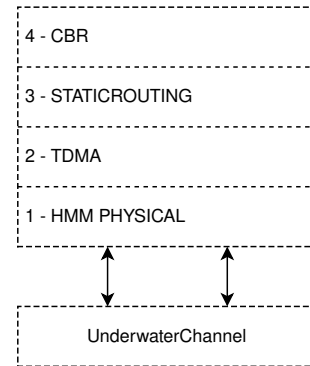 4 - CBR
3 - STATICROUTING
2 - TDMA
1 - HMM PHYSICAL
UnderwaterChannel